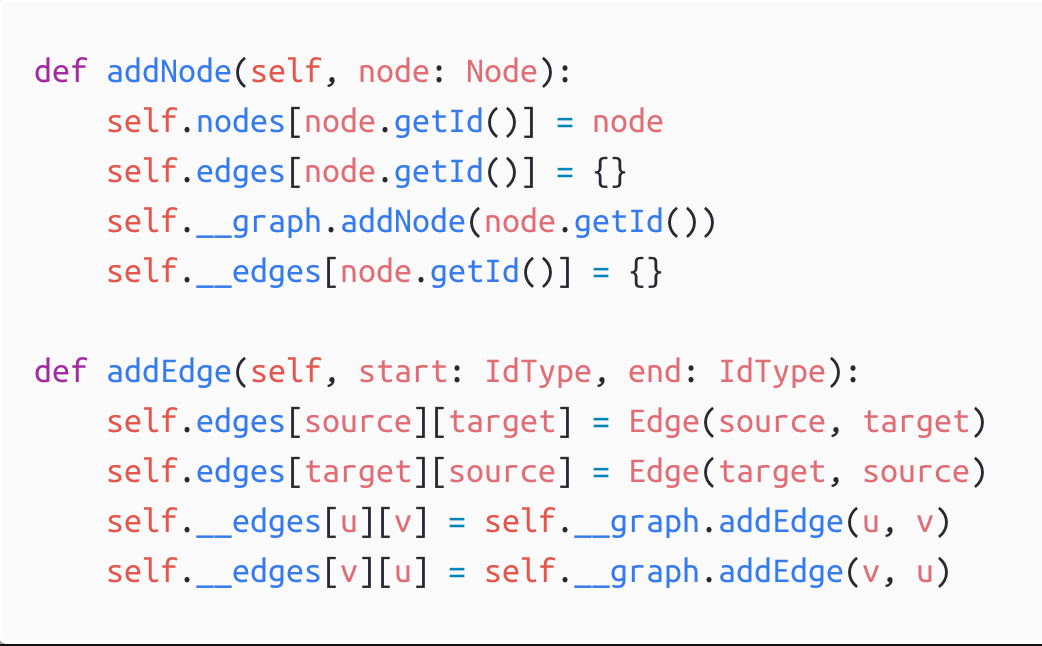 def addNode(self, node: Node):
    self.nodes[node.getId()] = node
    self.edges[node.getId()] = {}
    self.__graph.addNode(node.getId())
    self.__edges[node.getId()] = {}

def addEdge(self, start: IdType, end: IdType):
    self.edges[source][target] = Edge(source, target)
    self.edges[target][source] = Edge(target, source)
    self.__edges[u][v] = self.__graph.addEdge(u, v)
    self.__edges[v][u] = self.__graph.addEdge(v, u)